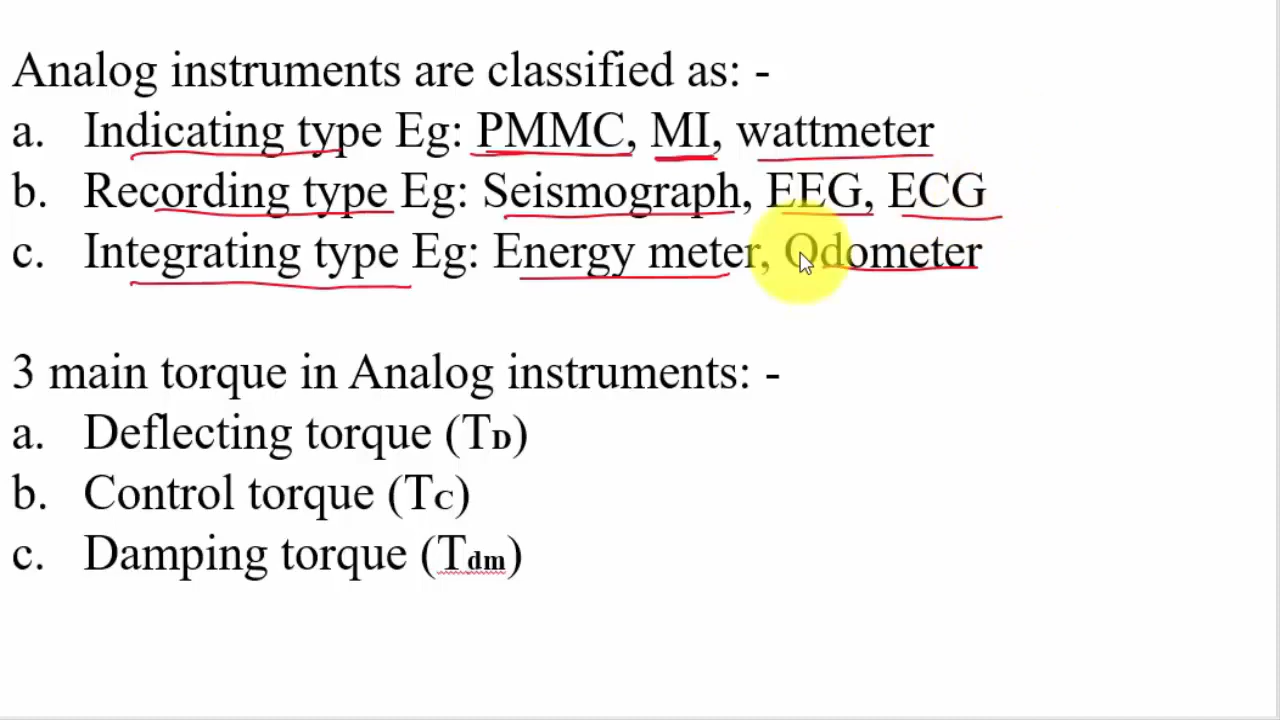 Analog instruments are classified as: -
a. Indicating type Eg: PMMC, MI, wattmeter
b. Recording type Eg: Seismograph, EEG, ECG
c. Integrating type Eg: Energy meter, Odometer
3 main torque in Analog instruments: -
a. Deflecting torque (TD)
b. Control torque (TC)
c. Damping torque (Tdm)